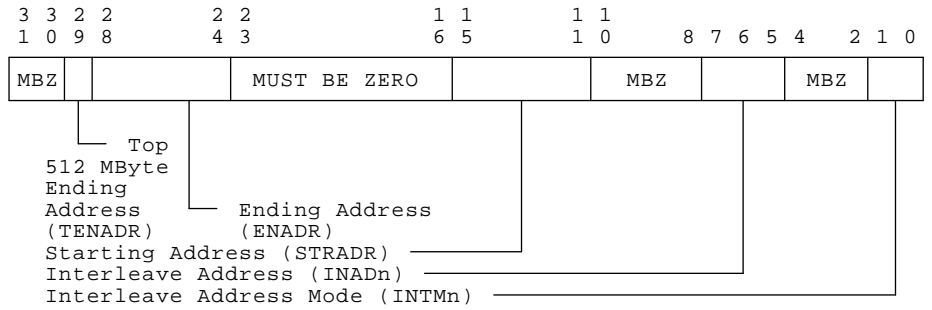 3 3 2 2 2 2 1 1 1 1
1 0 9 8 4 3 6 5 1 0 8 7 6 5 4 2 1 0
MBZ MUST BE ZERO MBZ MBZ
Top
512 MByte
Ending
Address Ending Address
(TENADR) (ENADR)
Starting Address (STRADR)
Interleave Address (INADn)
Interleave Address Mode (INTMn)